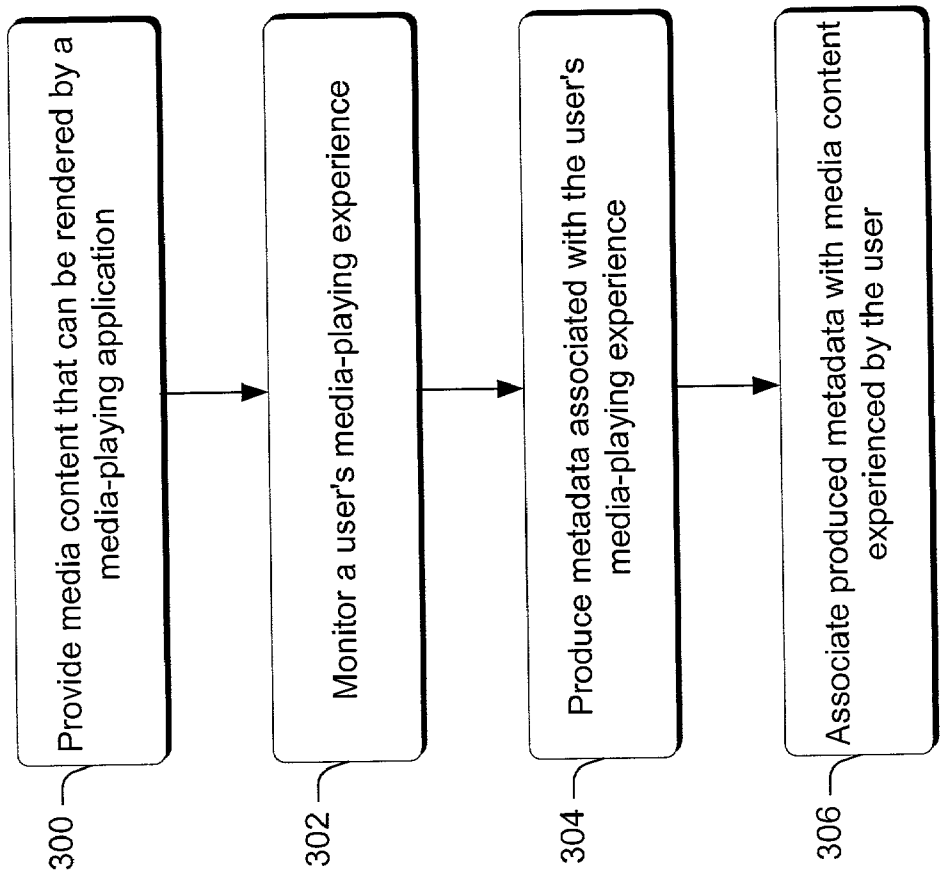 300
Provide media content that can be rendered by a
media-playing application
302
Monitor a user's media-playing experience
304
Produce metadata associated with the user's
media-playing experience
306
Associate produced metadata with media content
experienced by the user